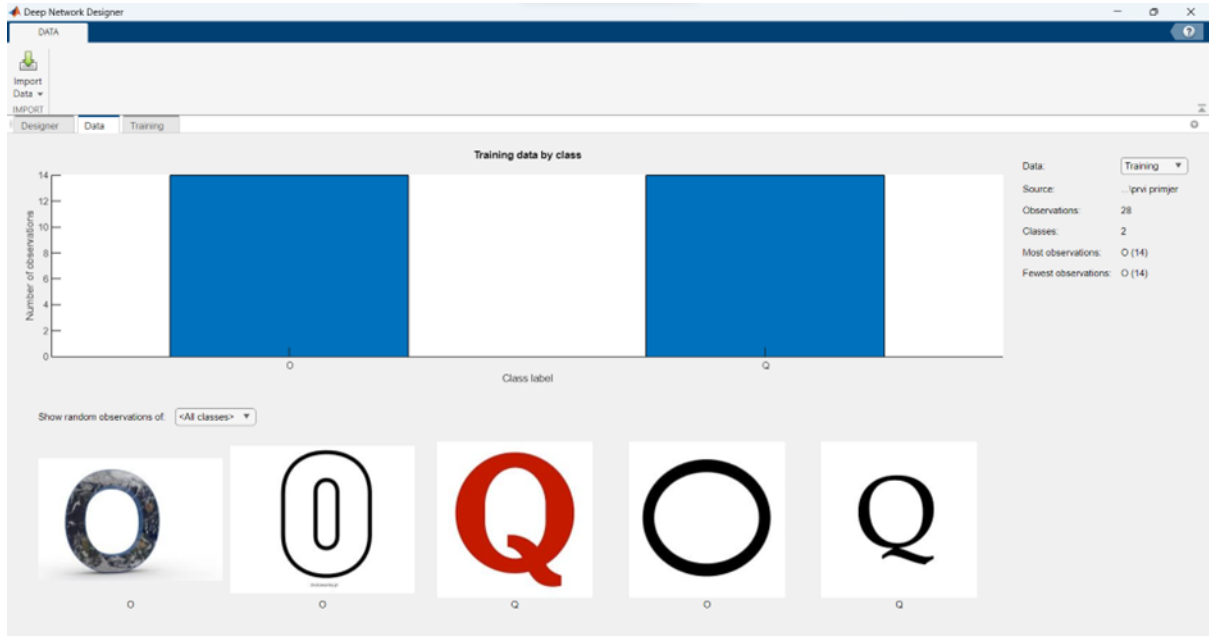 Deep Network Designer
DATA
Import
Data
IMPORT
Designer
Data
Training
Training data by class
14
12
10
8
6
4
2
0
Number of observations
O
Q
Class label
Data: Training
Source: ...\prvi primjer
Observations: 28
Classes: 2
Most observations: O (14)
Fewest observations: O (14)
Show random observations of: <All classes>
O
O
Q
O
Q
O
O
Q
O
Q